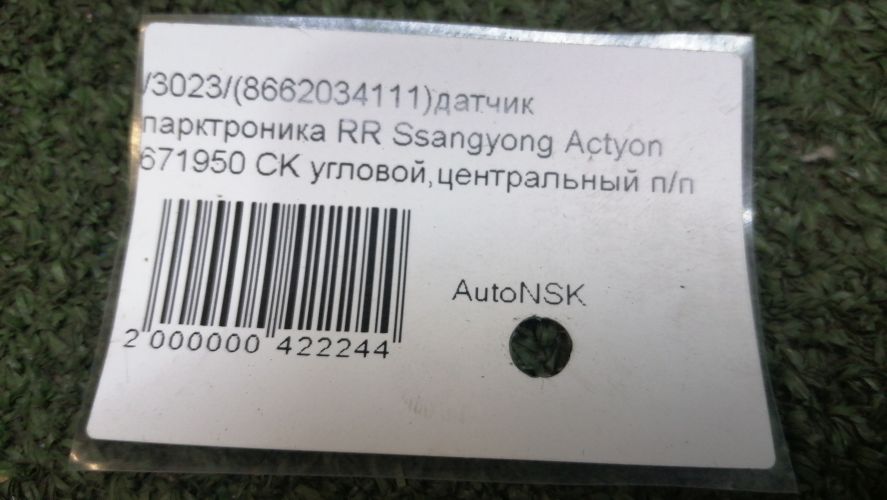 /3023/(8662034111)датчик
парктроника RR Ssangyong Actyon
671950 CK угловой,центральный п/п
AutoNSK
2 000000 422244